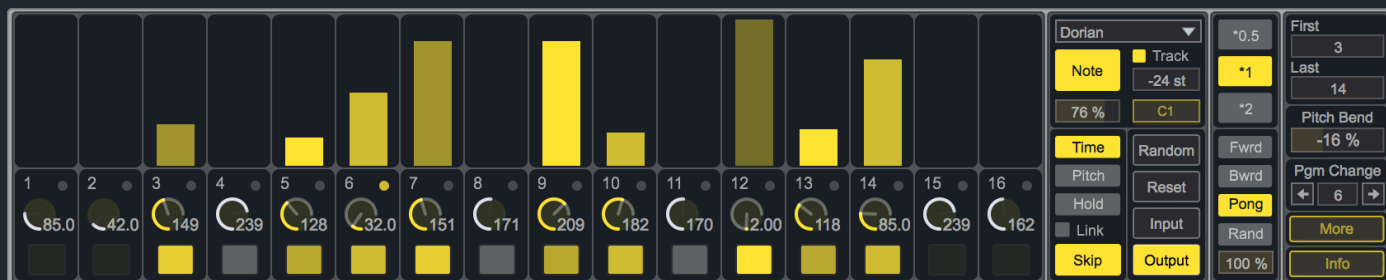 1 2 3 4 5 6 7 8 9 10 11 12 13 14 15 16
85.0 42.0 149 239 128 32.0 151 171 209 182 170 2.00 118 85.0 239 162
Dorian
Note
Track
-24 st
76 %
C1
Time
Pitch
Hold
Link
Skip
Random
Reset
Input
Output
*0.5
*1
*2
Fwrd
Bwrd
Pong
Rand
100 %
First
3
Last
14
Pitch Bend
-16 %
Pgm Change
6
More
Info